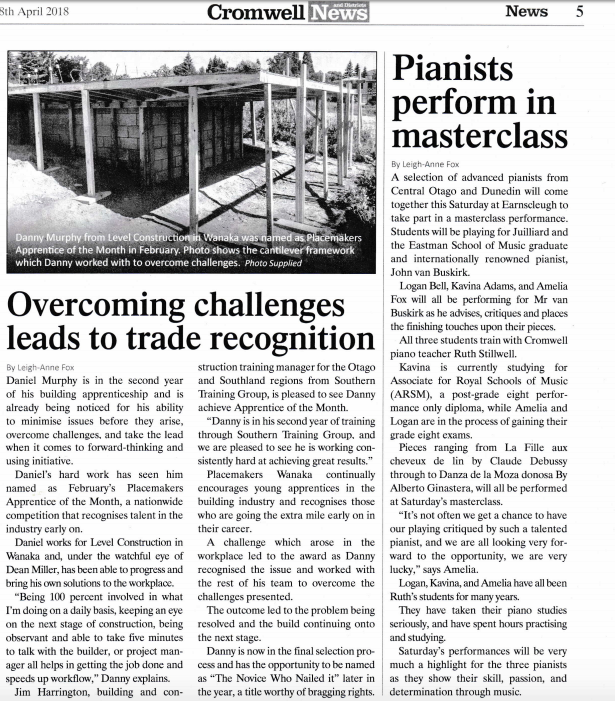 8th April 2018
Cromwell News
and Districts
News 5
Danny Murphy from Level Construction in Wanaka was named as Placemakers
Apprentice of the Month in February. Photo shows the cantilever framework
which Danny worked with to overcome challenges. Photo Supplied
Overcoming challenges
leads to trade recognition
By Leigh-Anne Fox
Daniel Murphy is in the second year
of his building apprenticeship and is
already being noticed for his ability
to minimise issues before they arise,
overcome challenges, and take the lead
when it comes to forward-thinking and
using initiative.
Daniel's hard work has seen him
named as February's Placemakers
Apprentice of the Month, a nationwide
competition that recognises talent in the
industry early on.
Daniel works for Level Construction in
Wanaka and, under the watchful eye of
Dean Miller, has been able to progress and
bring his own solutions to the workplace.
"Being 100 percent involved in what
I'm doing on a daily basis, keeping an eye
on the next stage of construction, being
observant and able to take five minutes
to talk with the builder, or project man-
ager all helps in getting the job done and
speeds up workflow," Danny explains.
Jim Harrington, building and con-
struction training manager for the Otago
and Southland regions from Southern
Training Group, is pleased to see Danny
achieve Apprentice of the Month.
"Danny is in his second year of training
through Southern Training Group, and
we are pleased to see he is working con-
sistently hard at achieving great results."
Placemakers Wanaka continually
encourages young apprentices in the
building industry and recognises those
who are going the extra mile early on in
their career.
A challenge which arose in the
workplace led to the award as Danny
recognised the issue and worked with
the rest of his team to overcome the
challenges presented.
The outcome led to the problem being
resolved and the build continuing onto
the next stage.
Danny is now in the final selection pro-
cess and has the opportunity to be named
as "The Novice Who Nailed it" later in
the year, a title worthy of bragging rights.
Pianists
perform in
masterclass
By Leigh-Anne Fox
A selection of advanced pianists from
Central Otago and Dunedin will come
together this Saturday at Earnscleugh to
take part in a masterclass performance.
Students will be playing for Juilliard and
the Eastman School of Music graduate
and internationally renowned pianist,
John van Buskirk.
Logan Bell, Kavina Adams, and Amelia
Fox will all be performing for Mr van
Buskirk as he advises, critiques and places
the finishing touches upon their pieces.
All three students train with Cromwell
piano teacher Ruth Stillwell.
Kavina is currently studying for
Associate for Royal Schools of Music
(ARSM), a post-grade eight perfor-
mance only diploma, while Amelia and
Logan are in the process of gaining their
grade eight exams.
Pieces ranging from La Fille aux
cheveux de lin by Claude Debussy
through to Danza de la Moza donosa By
Alberto Ginastera, will all be performed
at Saturday's masterclass.
"It's not often we get a chance to have
our playing critiqued by such a talented
pianist, and we are all looking very for-
ward to the opportunity, we are very
lucky," says Amelia.
Logan, Kavina, and Amelia have all been
Ruth's students for many years.
They have taken their piano studies
seriously, and have spent hours practising
and studying.
Saturday's performances will be very
much a highlight for the three pianists
as they show their skill, passion, and
determination through music.